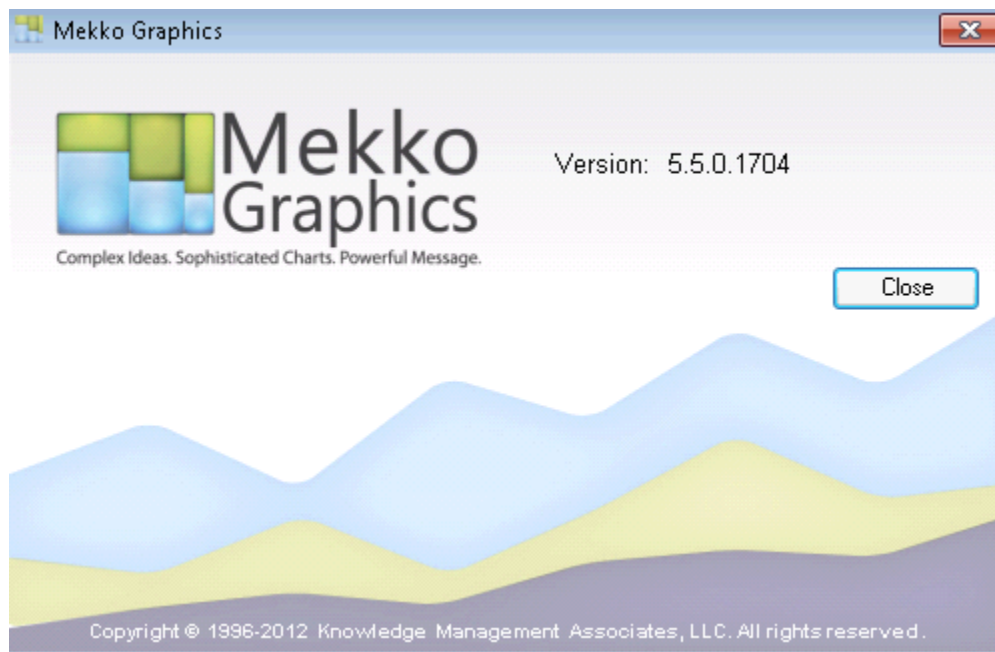 Mekko Graphics
Mekko
Graphics
Complex Ideas. Sophisticated Charts. Powerful Message.
Version: 5.5.0.1704
Close
Copyright © 1996-2012 Knowledge Management Associates, LLC. All rights reserved.